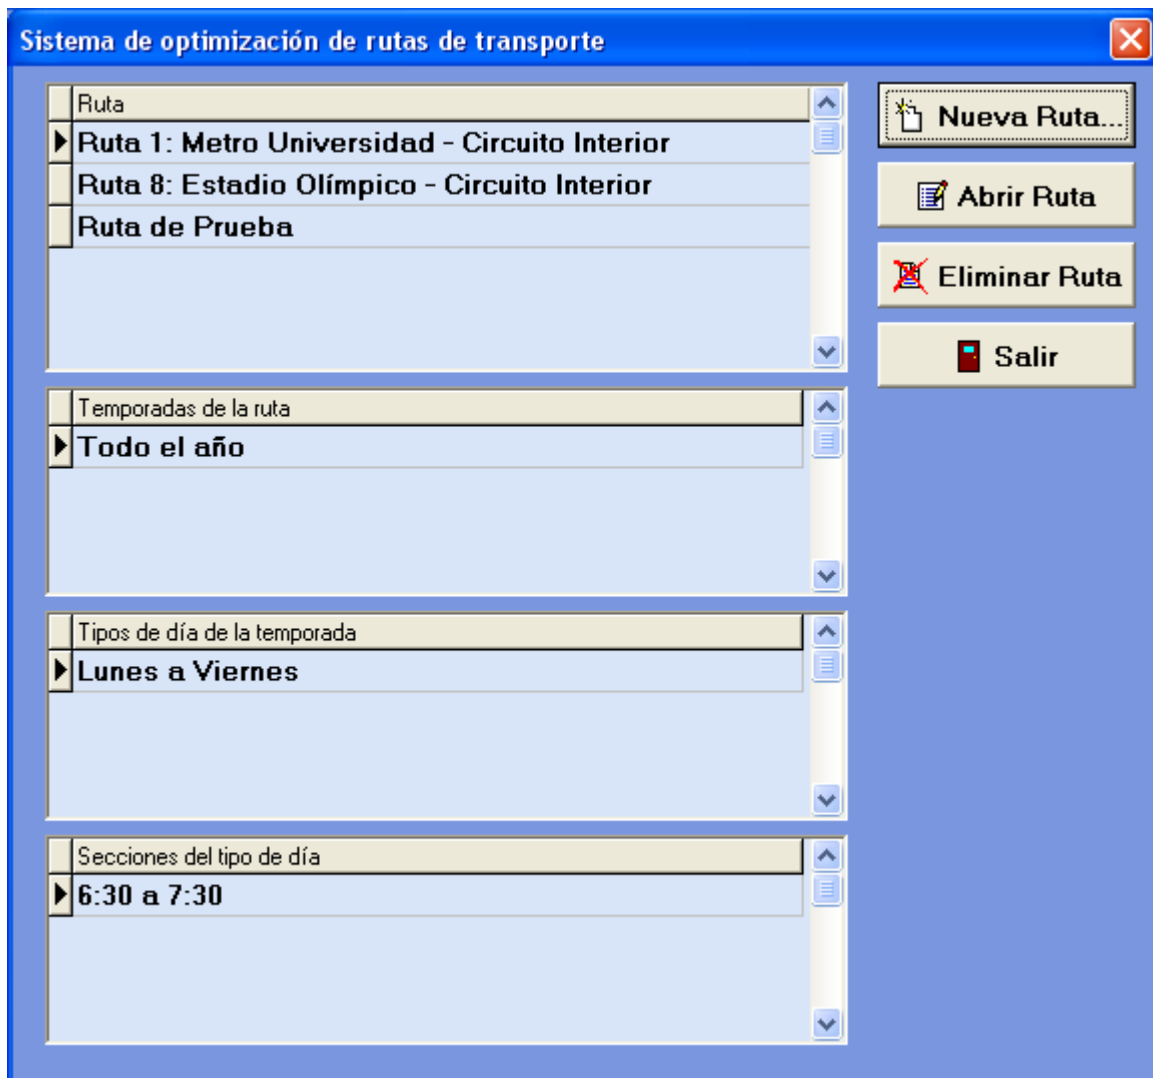 Sistema de optimización de rutas de transporte
Ruta
Ruta 1: Metro Universidad - Circuito Interior
Ruta 8: Estadio Olímpico - Circuito Interior
Ruta de Prueba
Nueva Ruta...
Abrir Ruta
Eliminar Ruta
Salir
Temporadas de la ruta
Todo el año
Tipos de día de la temporada
Lunes a Viernes
Secciones del tipo de día
6:30 a 7:30